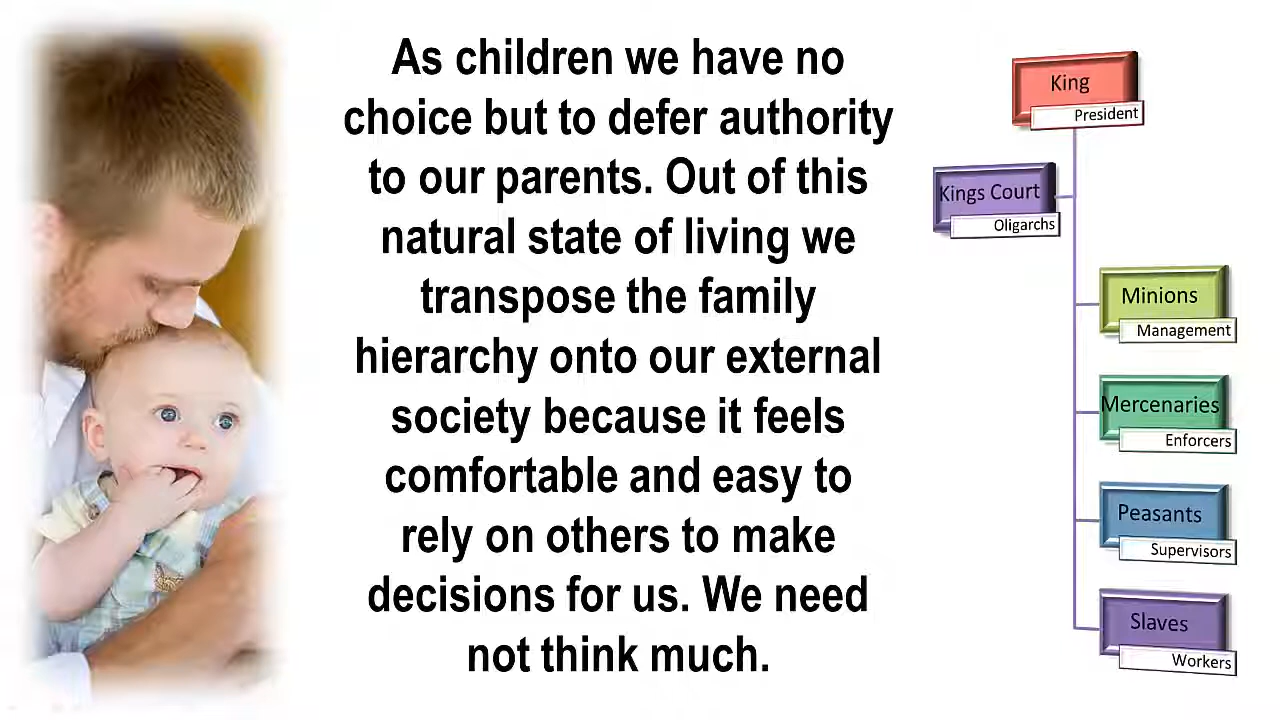 As children we have no
choice but to defer authority
to our parents. Out of this
natural state of living we
transpose the family
hierarchy onto our external
society because it feels
comfortable and easy to
rely on others to make
decisions for us. We need
not think much.
King
President
Kings Court
Oligarchs
Minions
Management
Mercenaries
Enforcers
Peasants
Supervisors
Slaves
Workers